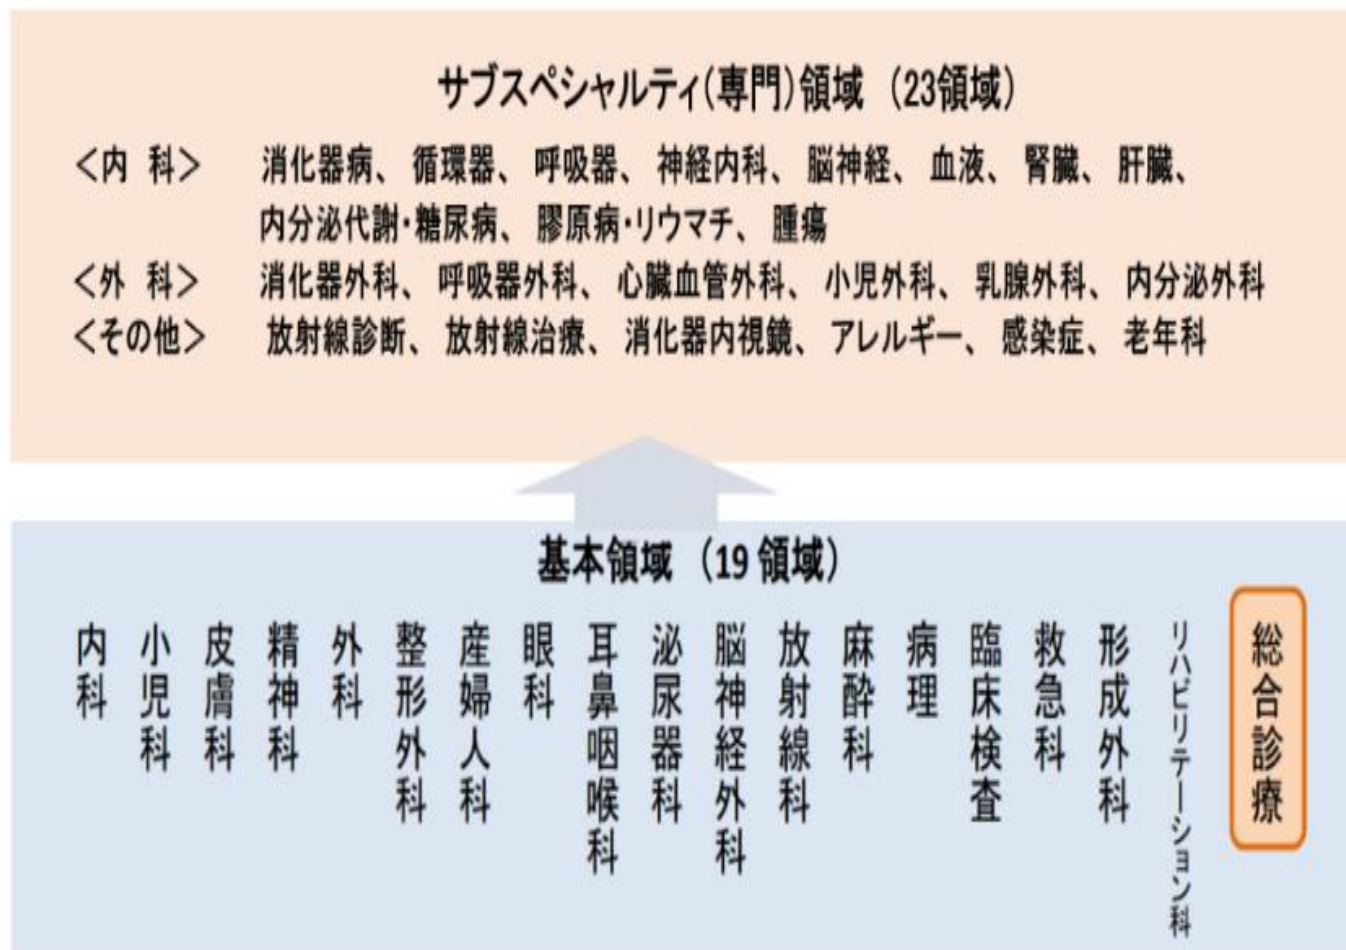 サブスペシャルティ(専門)領域 （23領域）
＜内 科＞ 消化器病、 循環器、 呼吸器、 神経内科、 脳神経、 血液、 腎臓、 肝臓、
内分泌代謝・糖尿病、 膠原病・リウマチ、 腫瘍
＜外 科＞ 消化器外科、 呼吸器外科、 心臓血管外科、 小児外科、 乳腺外科、 内分泌外科
＜その他＞ 放射線診断、 放射線治療、 消化器内視鏡、 アレルギー、 感染症、 老年科
基本領域 （19 領域）
内科
小児科
皮膚科
精神科
外科
整形外科
産婦人科
眼科
耳鼻咽喉科
泌尿器科
脳神経外科
放射線科
麻酔科
病理
臨床検査
救急科
形成外科
リハビリテーション科
総合診療